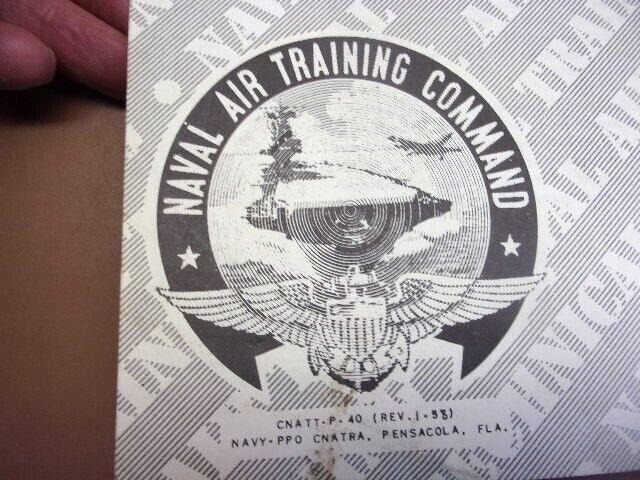 NAVAL AIR TRAINING COMMAND
CNATT-P-40 (REV.1-58)
NAVY-PPO CNATRA, PENSACOLA, FLA.